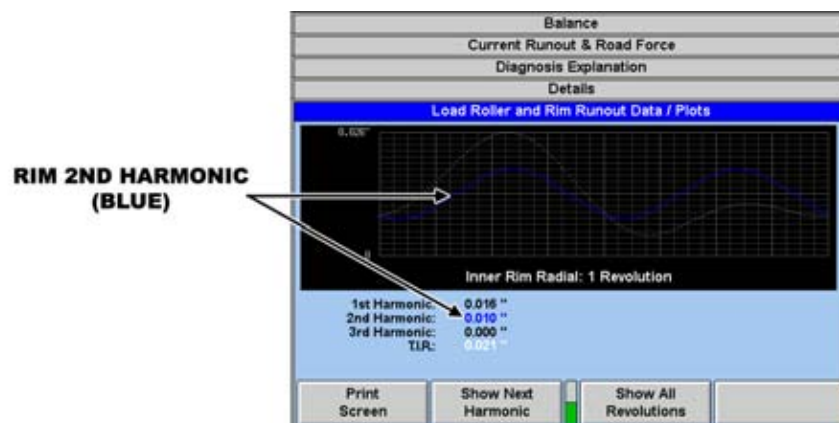 Balance
Current Runout & Road Force
Diagnosis Explanation
Details
Load Roller and Rim Runout Data / Plots
0.026"
RIM 2ND HARMONIC
(BLUE)
0
Inner Rim Radial: 1 Revolution
1st Harmonic: 0.016 "
2nd Harmonic: 0.010 "
3rd Harmonic: 0.000 "
T.I.R.: 0.021 "
Print
Screen
Show Next
Harmonic
Show All
Revolutions